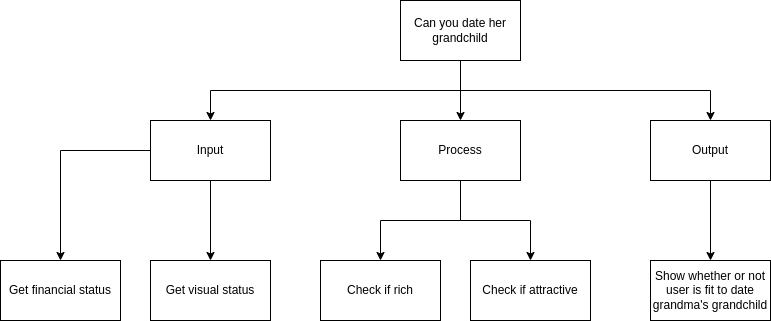 Can you date her
grandchild
Input
Process
Output
Get financial status
Get visual status
Check if rich
Check if attractive
Show whether or not
user is fit to date
grandma's grandchild